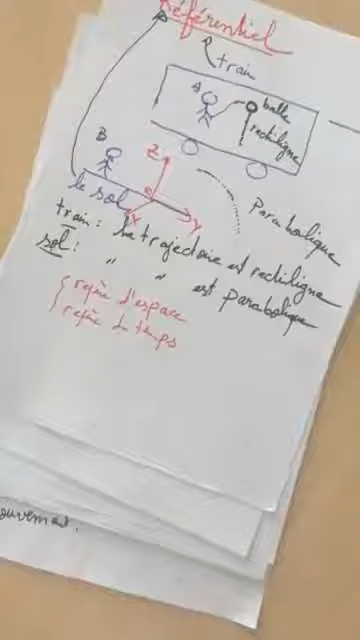 Référentiel
train
A
balle
rectiligne
B
Z
le sol
X
Y
Parabolique
train : La trajectoire est rectiligne
sol : " " est parabolique
repère d'espace
repère de temps